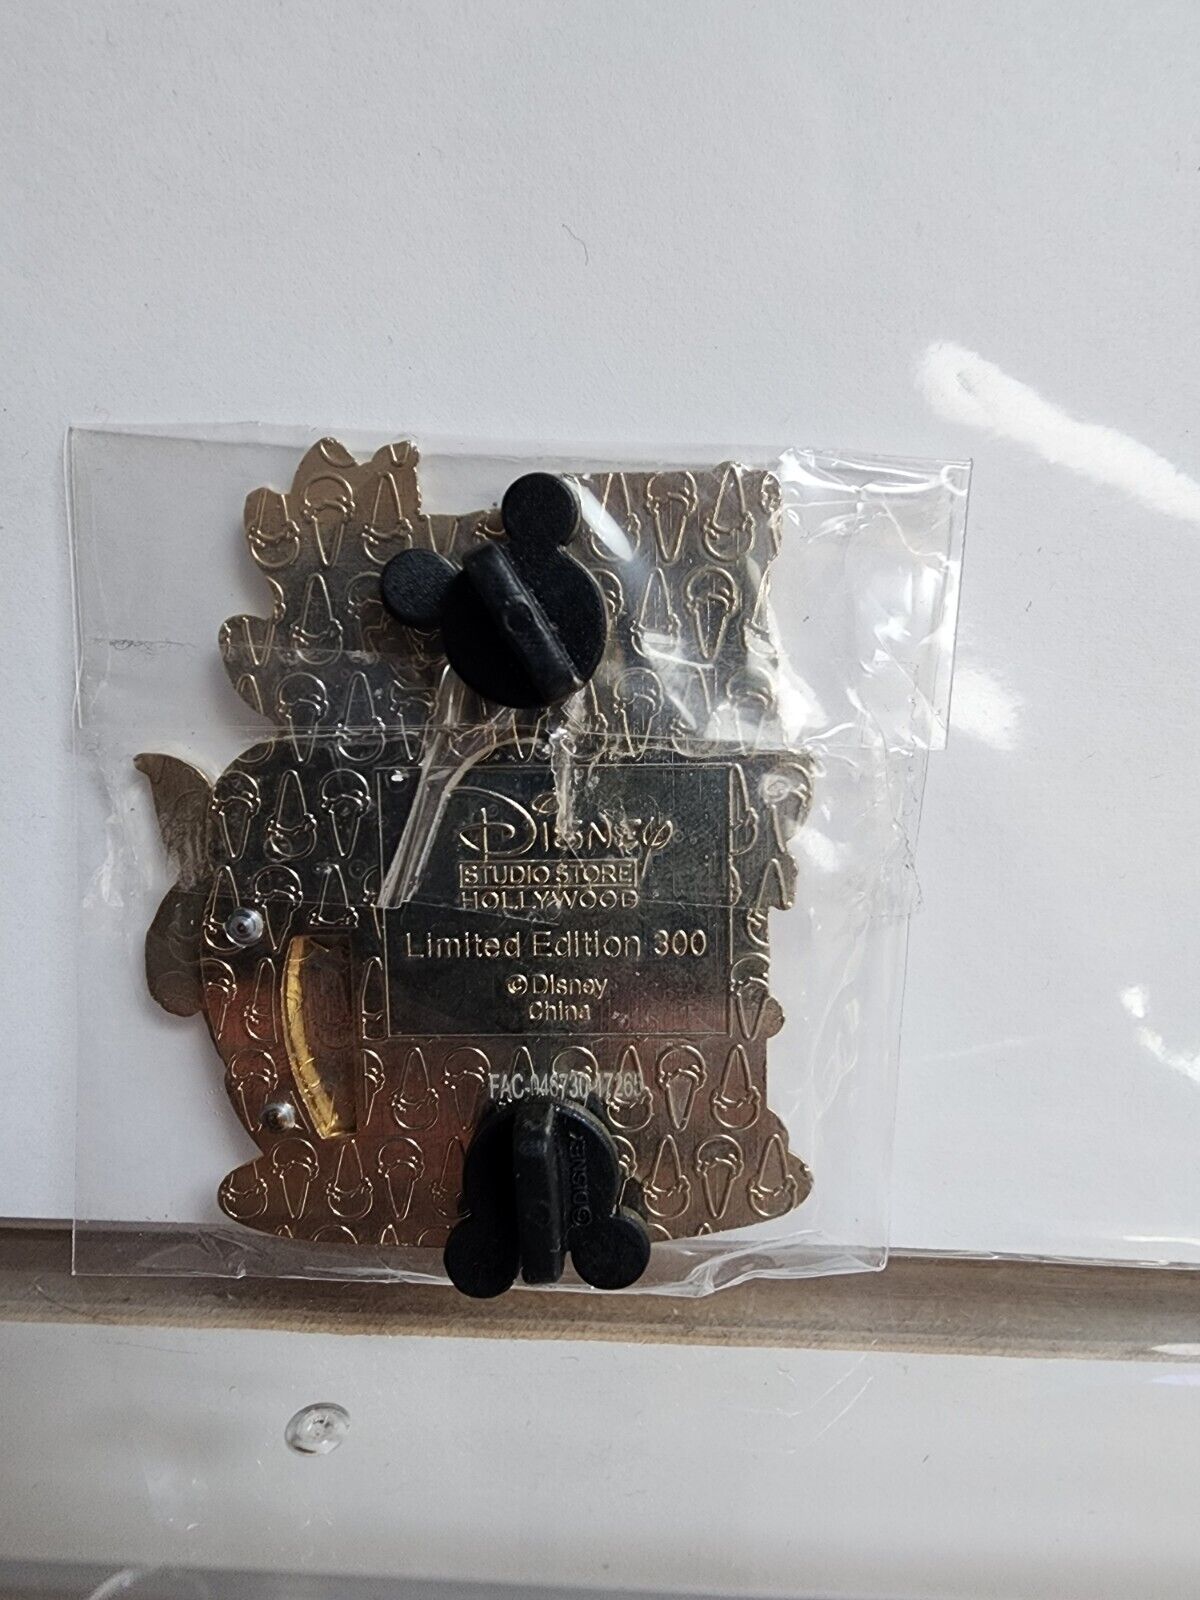 Disney
STUDIO STORE
HOLLYWOOD
Limited Edition 300
©Disney
China
©DISNEY